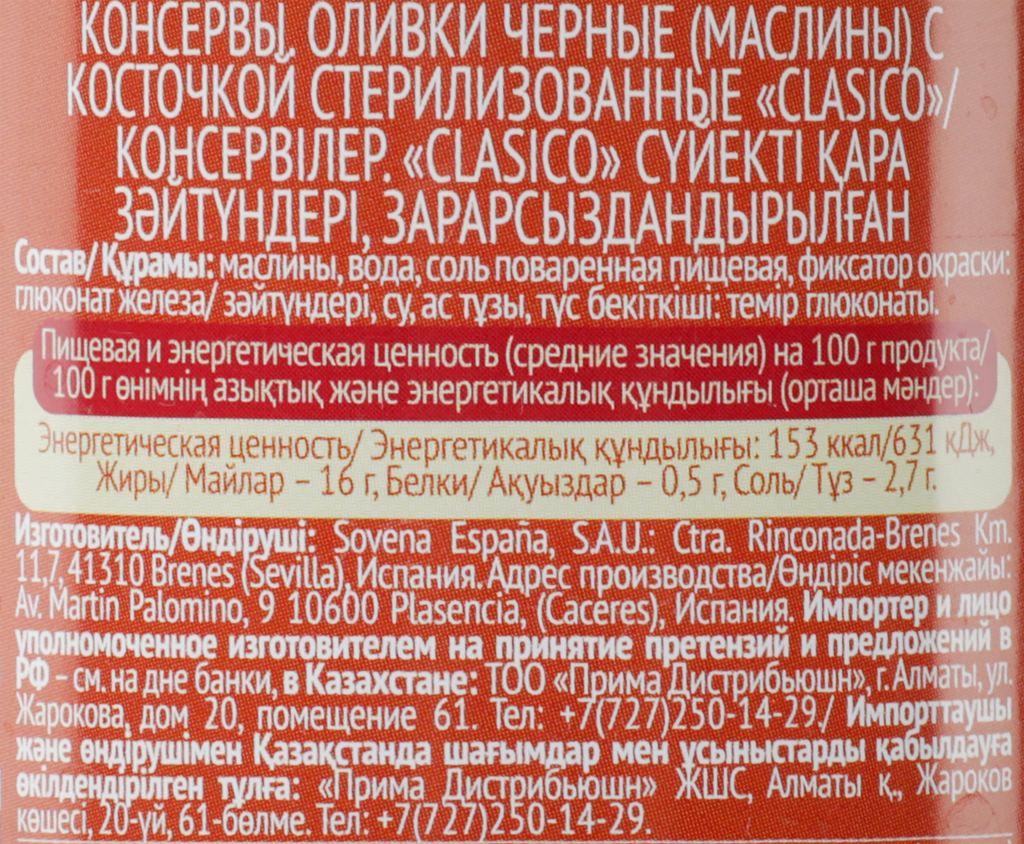 КОНСЕРВЫ. ОЛИВКИ ЧЕРНЫЕ (МАСЛИНЫ) С
КОСТОЧКОЙ СТЕРИЛИЗОВАННЫЕ «CLASICO»/
КОНСЕРВІЛЕР. «CLASICO» СҮЙЕКТІ ҚАРА
ЗӘЙТҮНДЕРІ, ЗАРАРСЫЗДАНДЫРЫЛҒАН
Состав/ Құрамы: маслины, вода, соль поваренная пищевая, фиксатор окраски:
глюконат железа/ зәйтүндері, су, ас тұзы, түс бекіткіші: темір глюконаты.
Пищевая и энергетическая ценность (средние значения) на 100 г продукта/
100 г өнімнің азықтық және энергетикалық құндылығы (орташа мәндер):
Энергетическая ценность/ Энергетикалық құндылығы: 153 ккал/631 кДж,
Жиры/ Майлар – 16 г, Белки/ Ақуыздар – 0,5 г, Соль/ Тұз – 2,7 г.
Изготовитель/Өндіруші: Sovena España, S.A.U.: Ctra. Rinconada-Brenes Km.
11,7, 41310 Brenes (Sevilla), Испания. Адрес производства/Өндіріс мекенжайы:
Av. Martin Palomino, 9 10600 Plasencia, (Caceres), Испания. Импортер и лицо
уполномоченное изготовителем на принятие претензий и предложений в
РФ – см. на дне банки, в Казахстане: ТОО «Прима Дистрибьюшн», г. Алматы, ул.
Жарокова, дом 20, помещение 61. Тел: +7(727)250-14-29./ Импорттаушы
және өндірушімен Қазақстанда шағымдар мен ұсыныстарды қабылдауға
өкілдендірілген тұлға: «Прима Дистрибьюшн» ЖШС, Алматы қ., Жароков
көшесі, 20-үй, 61-бөлме. Тел: +7(727)250-14-29.